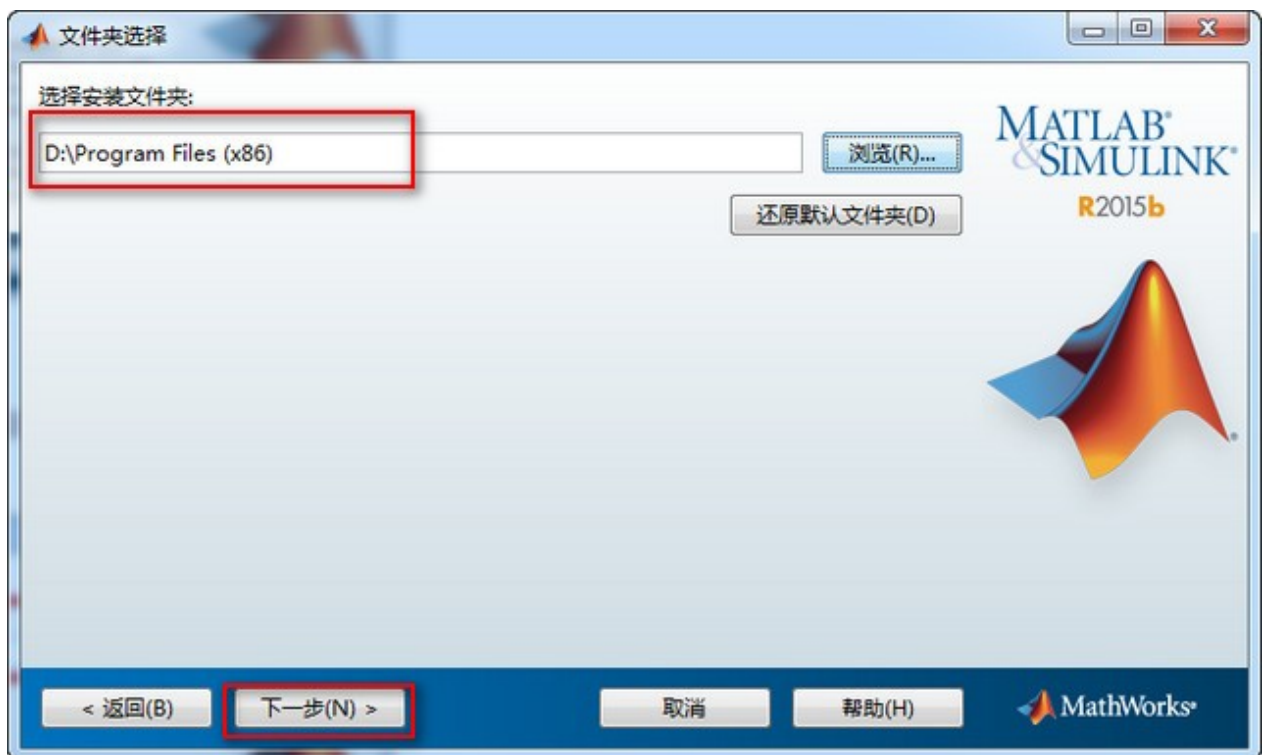 文件夹选择
选择安装文件夹:
D:\Program Files (x86)
浏览(R)...
还原默认文件夹(D)
MATLAB®
&SIMULINK®
R2015b
< 返回(B)
下一步(N) >
取消
帮助(H)
MathWorks®